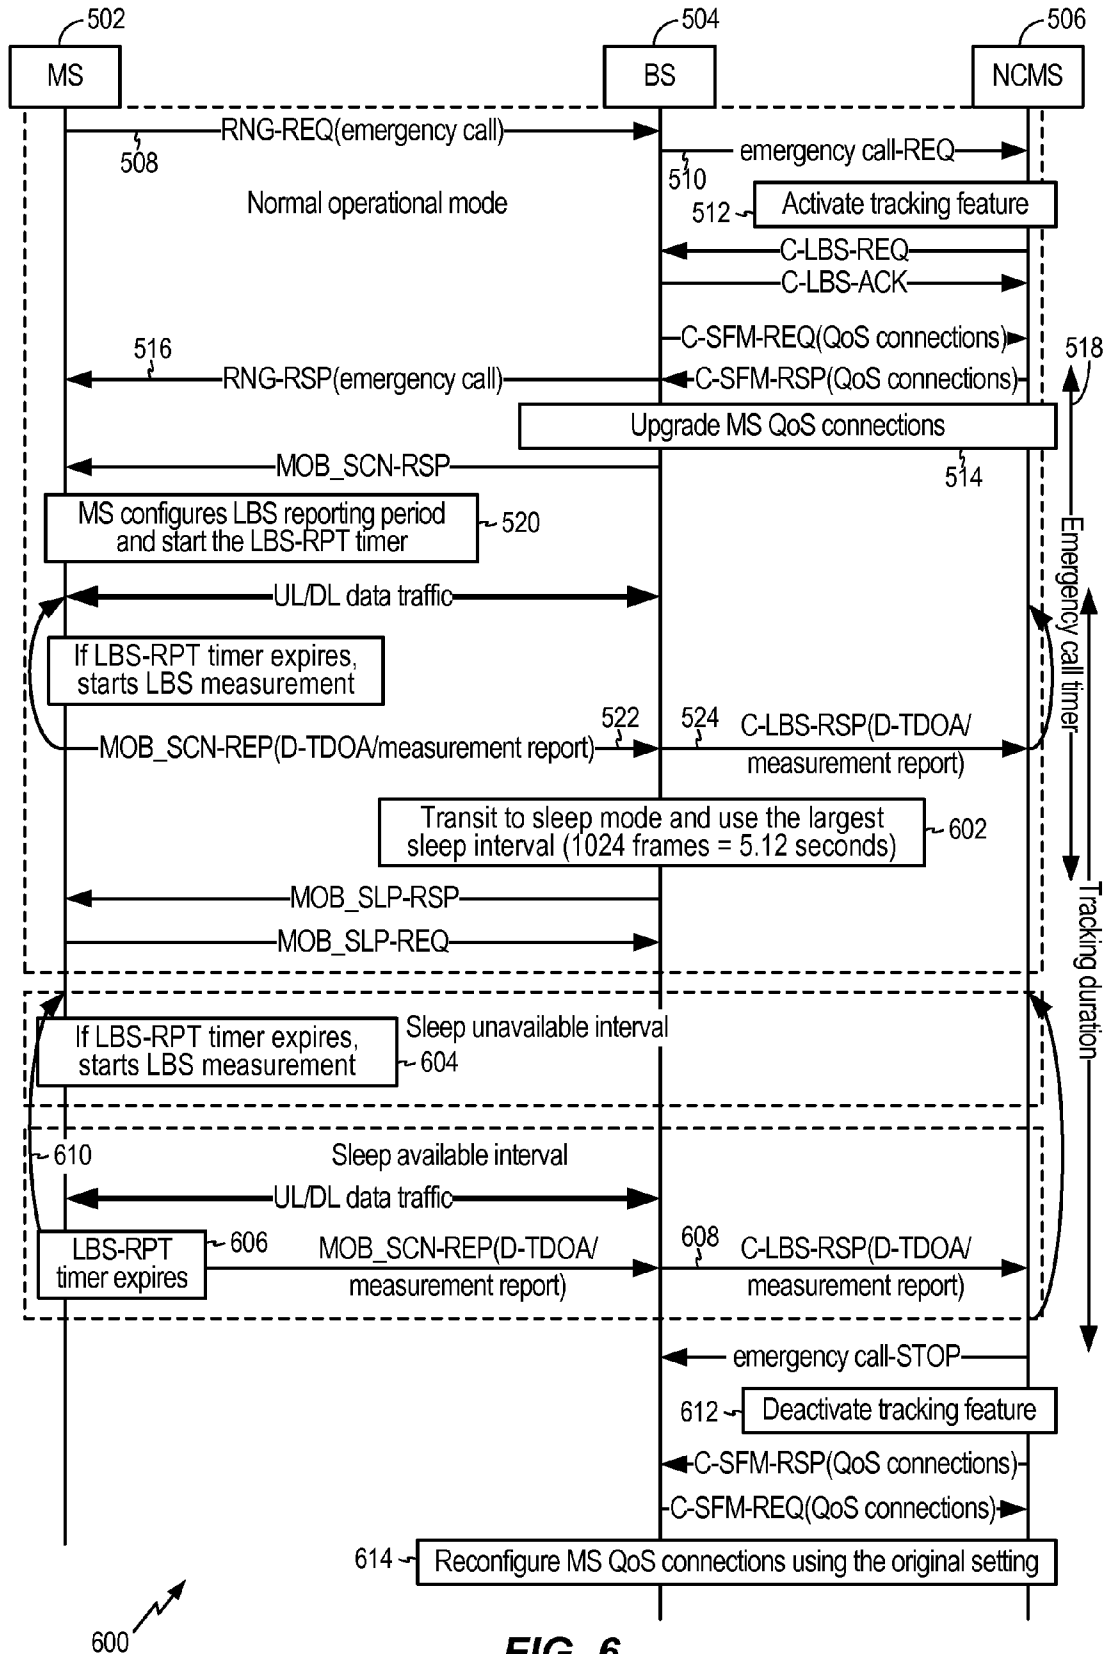 502
504
506
MS
BS
NCMS
RNG-REQ(emergency call)
508
emergency call-REQ
510
Normal operational mode
512
Activate tracking feature
C-LBS-REQ
C-LBS-ACK
C-SFM-REQ(QoS connections)
518
516
RNG-RSP(emergency call)
C-SFM-RSP(QoS connections)
Upgrade MS QoS connections
514
MOB_SCN-RSP
MS configures LBS reporting period
and start the LBS-RPT timer
520
Emergency call timer
UL/DL data traffic
If LBS-RPT timer expires,
starts LBS measurement
522
524
MOB_SCN-REP(D-TDOA/measurement report)
C-LBS-RSP(D-TDOA/
measurement report)
Transit to sleep mode and use the largest
sleep interval (1024 frames = 5.12 seconds)
602
MOB_SLP-RSP
MOB_SLP-REQ
Tracking duration
If LBS-RPT timer expires,
starts LBS measurement
Sleep unavailable interval
604
610
Sleep available interval
UL/DL data traffic
LBS-RPT
timer expires
606
MOB_SCN-REP(D-TDOA/
measurement report)
608
C-LBS-RSP(D-TDOA/
measurement report)
emergency call-STOP
612
Deactivate tracking feature
C-SFM-RSP(QoS connections)
C-SFM-REQ(QoS connections)
614
Reconfigure MS QoS connections using the original setting
600
FIG. 6